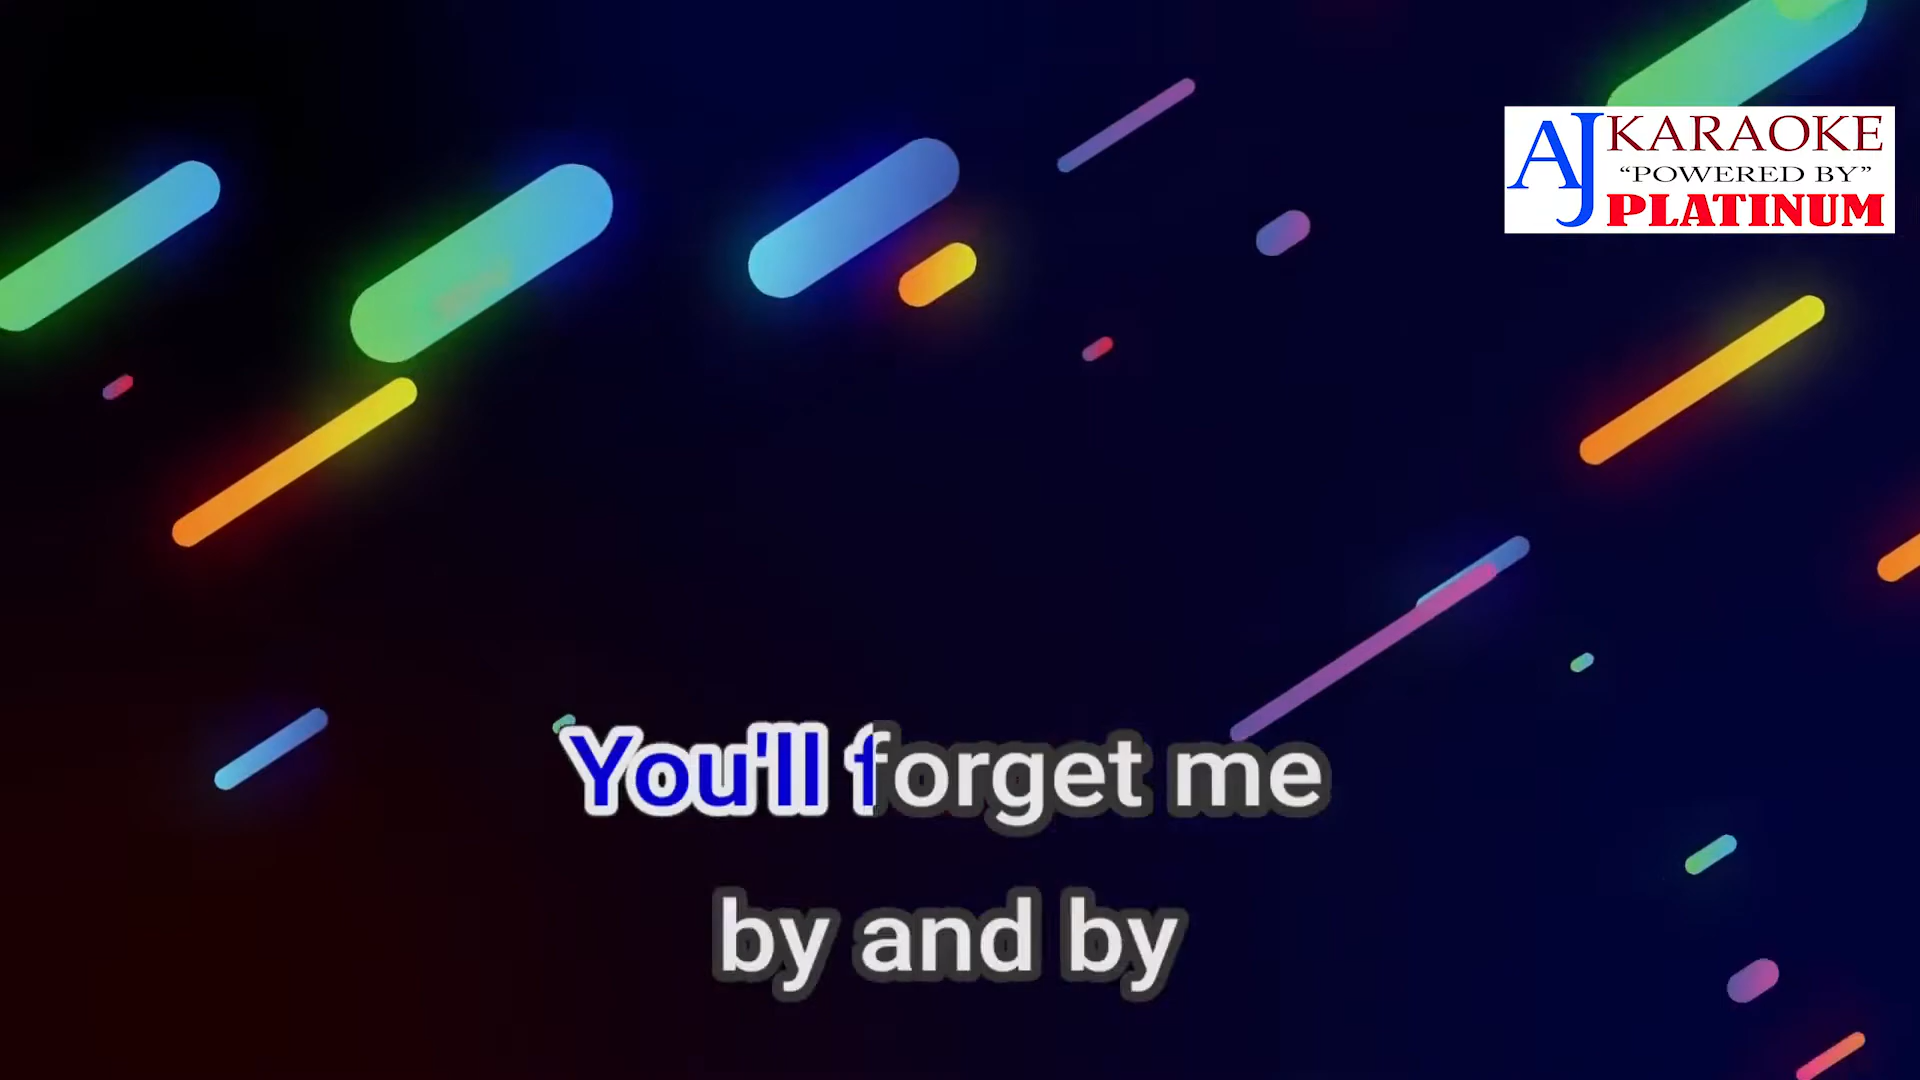 AJ KARAOKE
"POWERED BY"
PLATINUM
You'll forget me
by and by